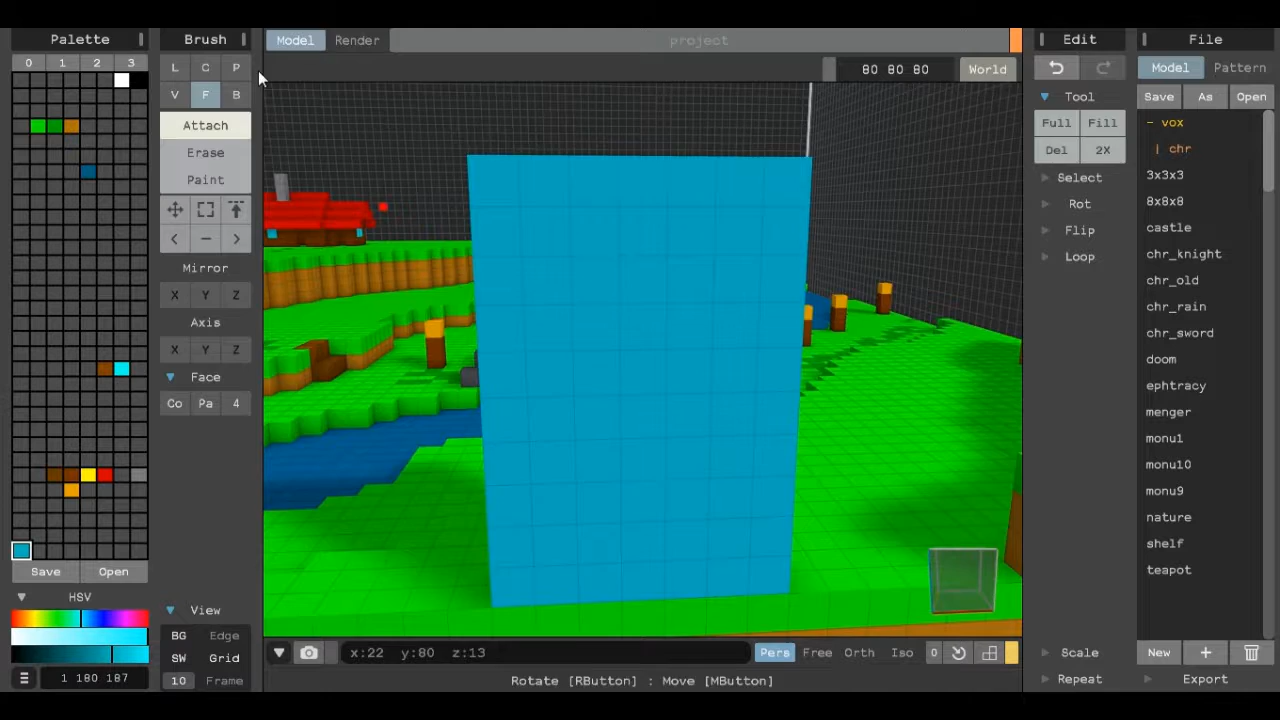 Palette
0 1 2 3
Save Open
HSV
1 180 187
Brush
L C P
V F B
Attach
Erase
Paint
< – >
Mirror
X Y Z
Axis
X Y Z
Face
Co Pa 4
View
BG Edge
SW Grid
10 Frame
Model Render project
80 80 80 World
x:22 y:80 z:13 Pers Free Orth Iso 0
Rotate [RButton] : Move [MButton]
Edit
Tool
Full Fill
Del 2X
Select
Rot
Flip
Loop
Scale
Repeat
File
Model Pattern
Save As Open
– vox
| chr
3x3x3
8x8x8
castle
chr_knight
chr_old
chr_rain
chr_sword
doom
ephtracy
menger
monu1
monu10
monu9
nature
shelf
teapot
New +
Export